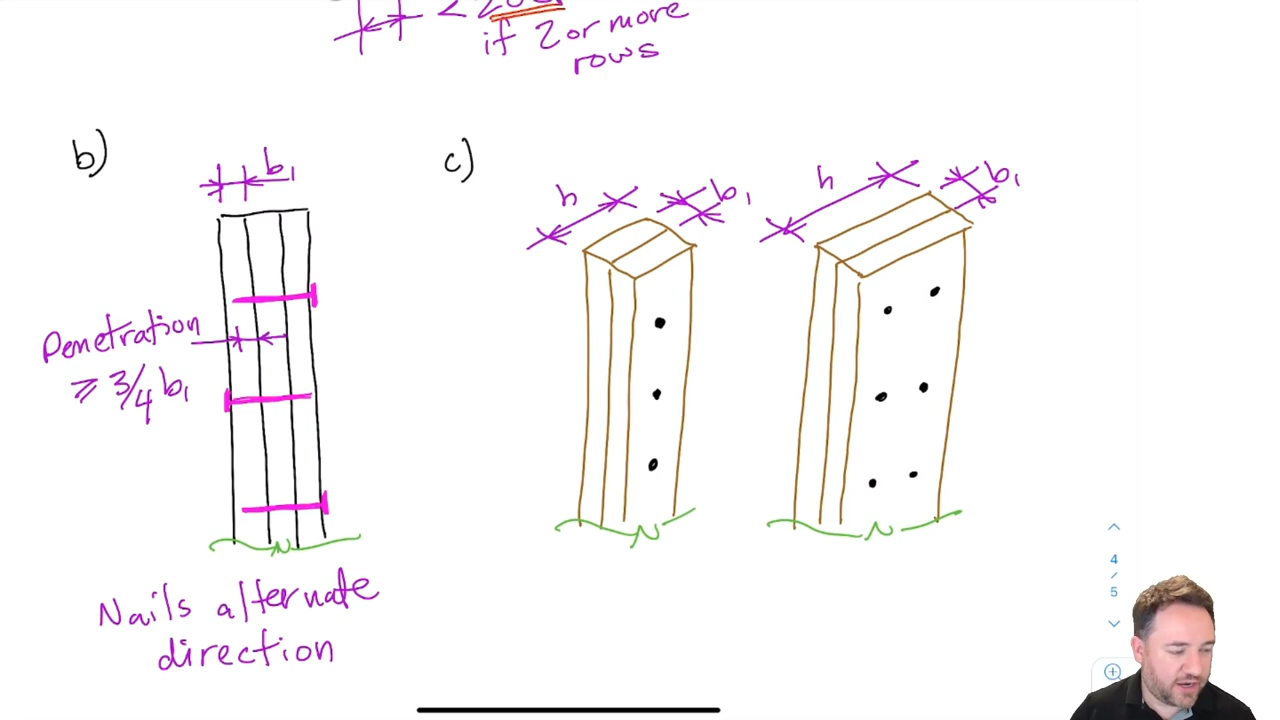 <
if 2 or more
rows
b)
b₁
Penetration
≥ 3/4 b₁
Nails alternate
direction
c)
h
b₁
h
b₁
4
/
5